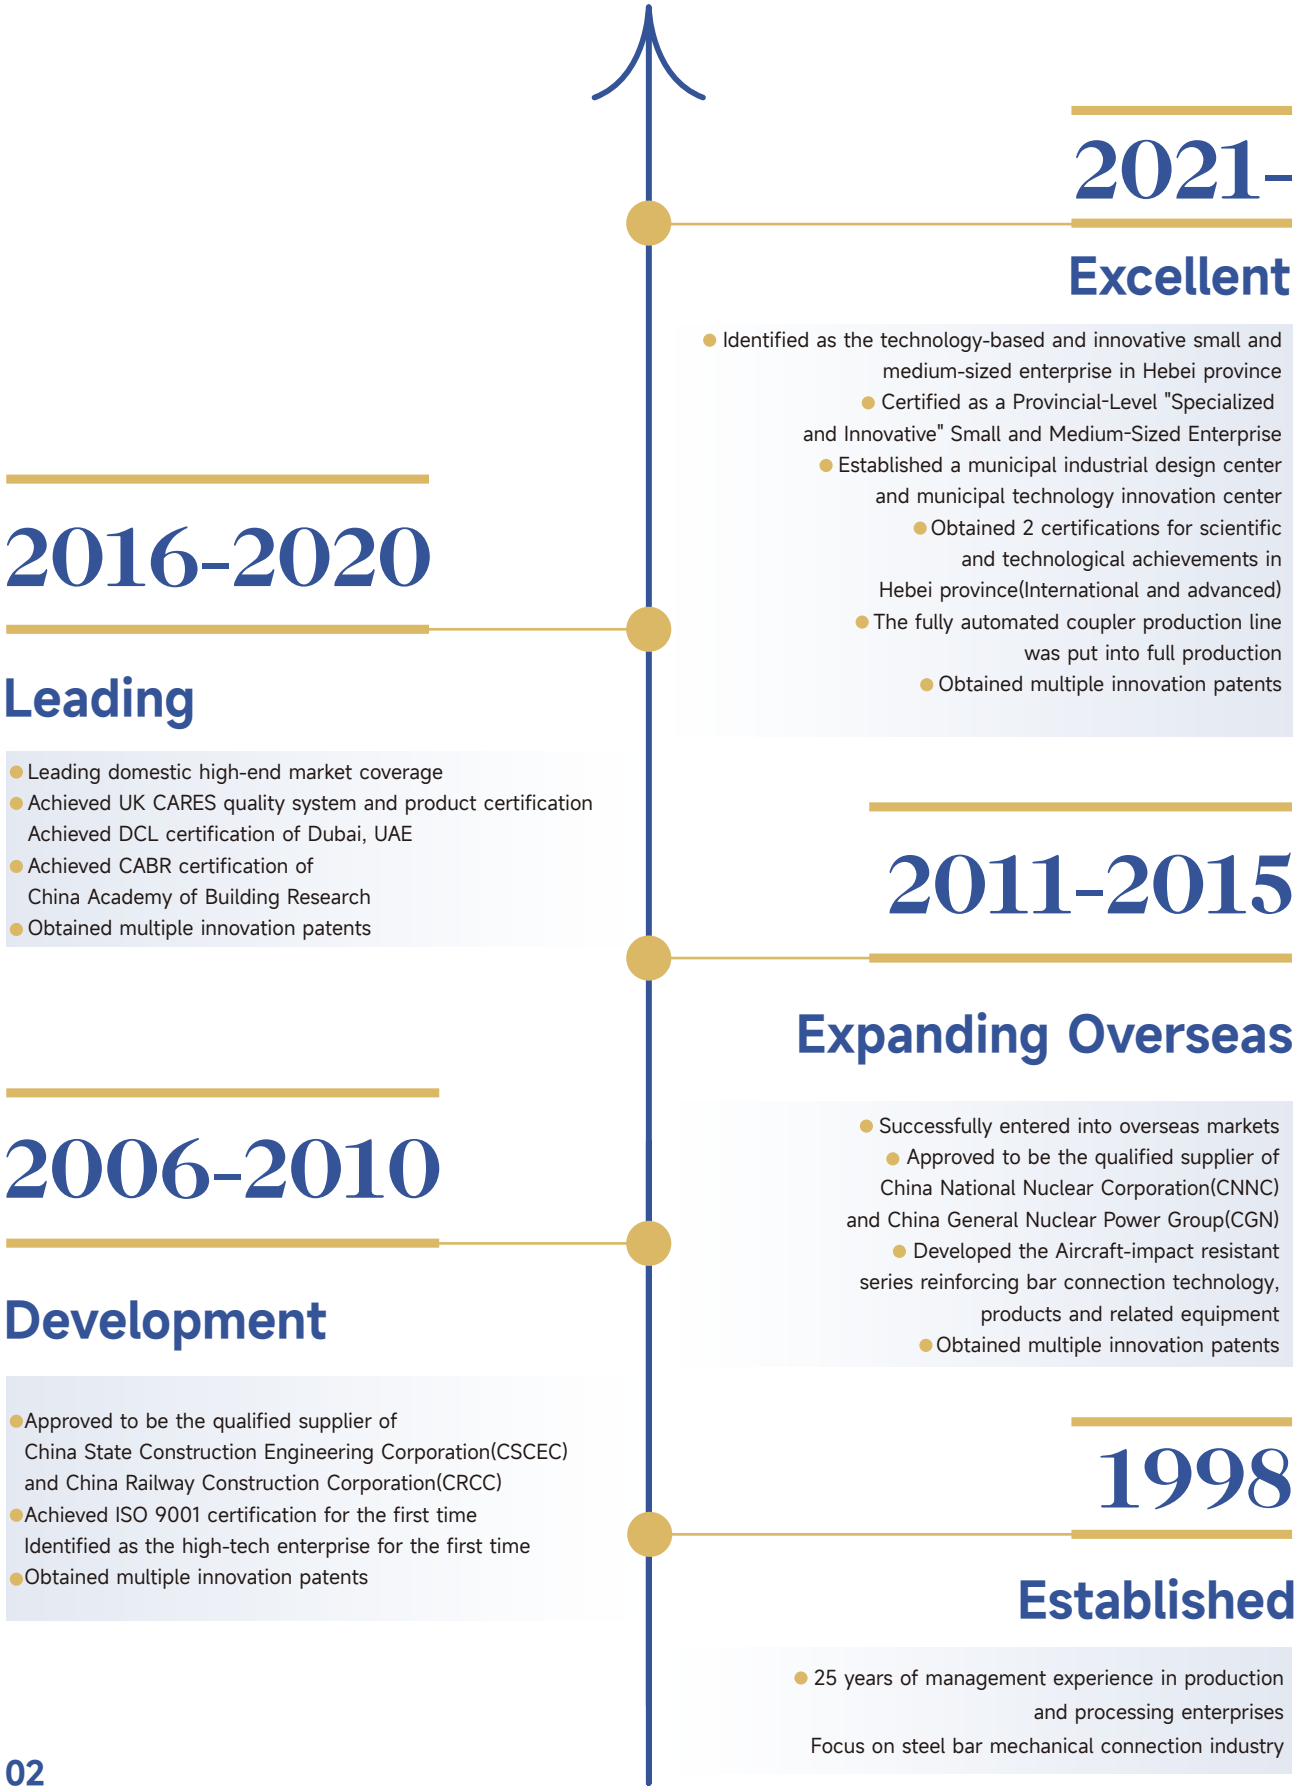 2021-
Excellent
Identified as the technology-based and innovative small and
medium-sized enterprise in Hebei province
Certified as a Provincial-Level "Specialized
and Innovative" Small and Medium-Sized Enterprise
Established a municipal industrial design center
and municipal technology innovation center
Obtained 2 certifications for scientific
and technological achievements in
Hebei province(International and advanced)
The fully automated coupler production line
was put into full production
Obtained multiple innovation patents
2016-2020
Leading
Leading domestic high-end market coverage
Achieved UK CARES quality system and product certification
Achieved DCL certification of Dubai, UAE
Achieved CABR certification of
China Academy of Building Research
Obtained multiple innovation patents
2011-2015
Expanding Overseas
Successfully entered into overseas markets
Approved to be the qualified supplier of
China National Nuclear Corporation(CNNC)
and China General Nuclear Power Group(CGN)
Developed the Aircraft-impact resistant
series reinforcing bar connection technology,
products and related equipment
Obtained multiple innovation patents
2006-2010
Development
Approved to be the qualified supplier of
China State Construction Engineering Corporation(CSCEC)
and China Railway Construction Corporation(CRCC)
Achieved ISO 9001 certification for the first time
Identified as the high-tech enterprise for the first time
Obtained multiple innovation patents
1998
Established
25 years of management experience in production
and processing enterprises
Focus on steel bar mechanical connection industry
02